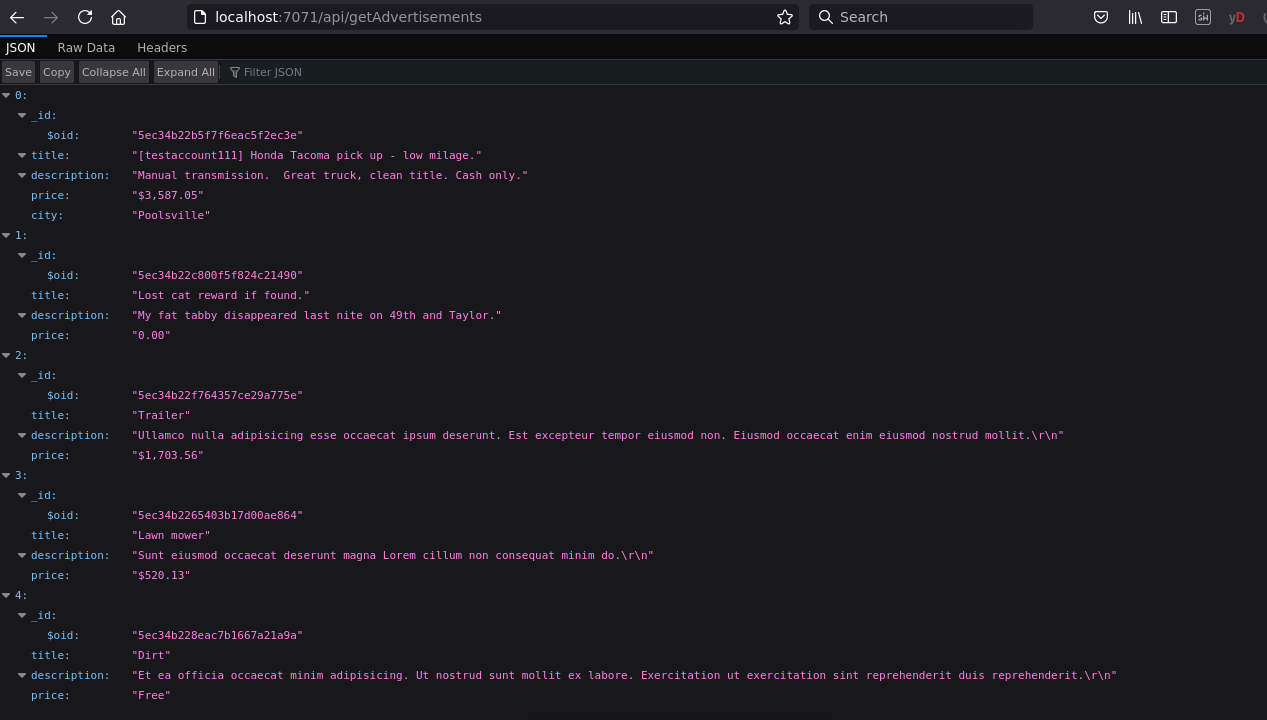 localhost:7071/api/getAdvertisements
Search
JSON Raw Data Headers
Save Copy Collapse All Expand All Filter JSON
0:
_id:
$oid: "5ec34b22b5f7f6eac5f2ec3e"
title: "[testaccount111] Honda Tacoma pick up - low milage."
description: "Manual transmission.  Great truck, clean title. Cash only."
price: "$3,587.05"
city: "Poolsville"
1:
_id:
$oid: "5ec34b22c800f5f824c21490"
title: "Lost cat reward if found."
description: "My fat tabby disappeared last nite on 49th and Taylor."
price: "0.00"
2:
_id:
$oid: "5ec34b22f764357ce29a775e"
title: "Trailer"
description: "Ullamco nulla adipisicing esse occaecat ipsum deserunt. Est excepteur tempor eiusmod non. Eiusmod occaecat enim eiusmod nostrud mollit.\r\n"
price: "$1,703.56"
3:
_id:
$oid: "5ec34b2265403b17d00ae864"
title: "Lawn mower"
description: "Sunt eiusmod occaecat deserunt magna Lorem cillum non consequat minim do.\r\n"
price: "$520.13"
4:
_id:
$oid: "5ec34b228eac7b1667a21a9a"
title: "Dirt"
description: "Et ea officia occaecat minim adipisicing. Ut nostrud sunt mollit ex labore. Exercitation ut exercitation sint reprehenderit duis reprehenderit.\r\n"
price: "Free"